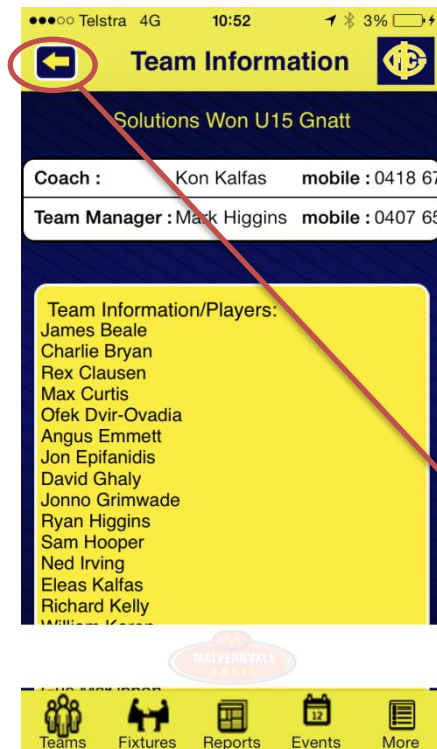 Telstra 4G 10:52 3%
Team Information
Solutions Won U15 Gnatt
Coach : Kon Kalfas mobile : 0418 67
Team Manager : Mark Higgins mobile : 0407 65
Team Information/Players:
James Beale
Charlie Bryan
Rex Clausen
Max Curtis
Ofek Dvir-Ovadia
Angus Emmett
Jon Epifanidis
David Ghaly
Jonno Grimwade
Ryan Higgins
Sam Hooper
Ned Irving
Eleas Kalfas
Richard Kelly
William
MALVERNVALE
HOTEL
12
Teams Fixtures Reports Events More